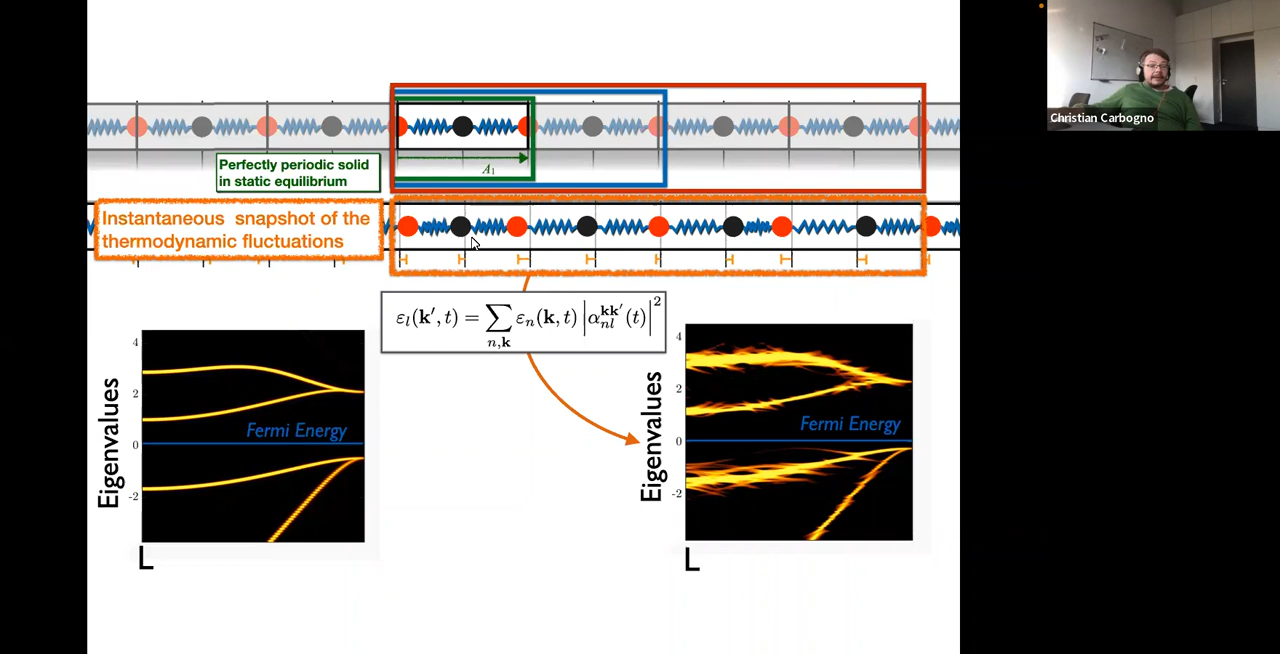 Christian Carbogno
A₁
Perfectly periodic solid
in static equilibrium
Instantaneous snapshot of the
thermodynamic fluctuations
εₗ(k′, t) = ∑ₙ,ₖ εₙ(k, t) |αₙₗᵏᵏ′(t)|²
Eigenvalues
4
2
0
-2
Fermi Energy
L
Eigenvalues
4
2
0
-2
Fermi Energy
L